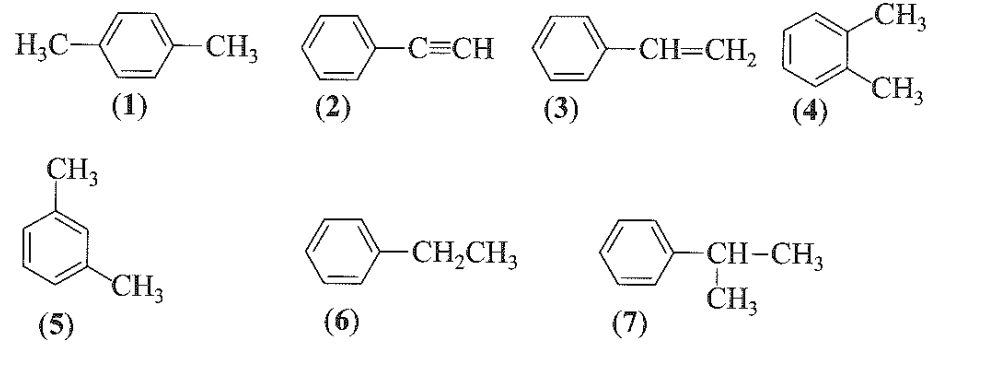 H₃C CH₃ C≡CH CH=CH₂ CH₃ CH₃
(1) (2) (3) (4)
CH₃
CH₂CH₃ CH–CH₃
CH₃ CH₃
(5) (6) (7)